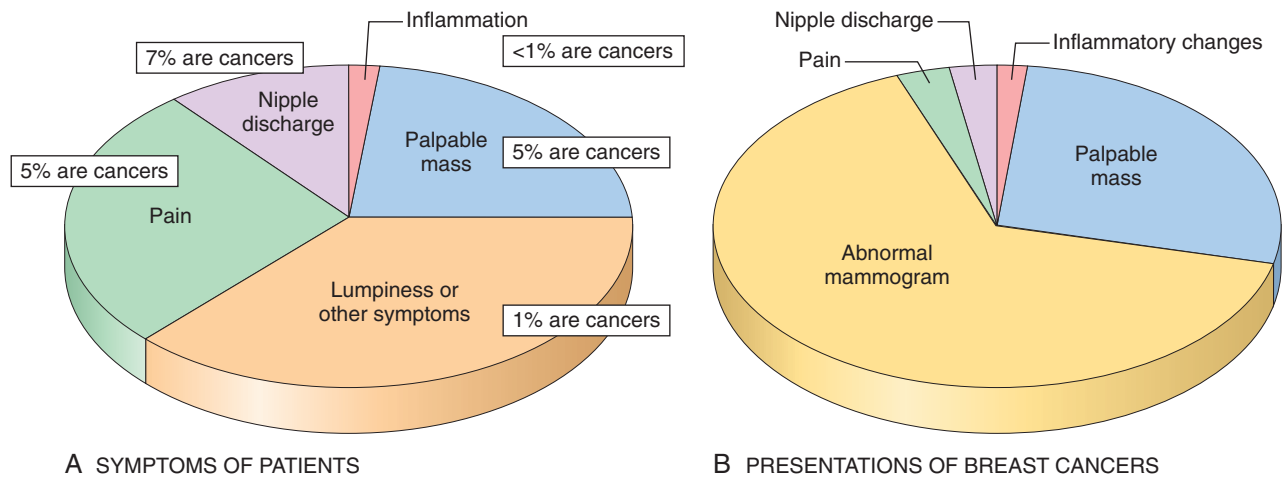 Inflammation
<1% are cancers
7% are cancers
Nipple
discharge
Palpable
mass
5% are cancers
5% are cancers
Pain
Lumpiness or
other symptoms
1% are cancers
A SYMPTOMS OF PATIENTS
Nipple discharge
Inflammatory changes
Pain
Palpable
mass
Abnormal
mammogram
B PRESENTATIONS OF BREAST CANCERS